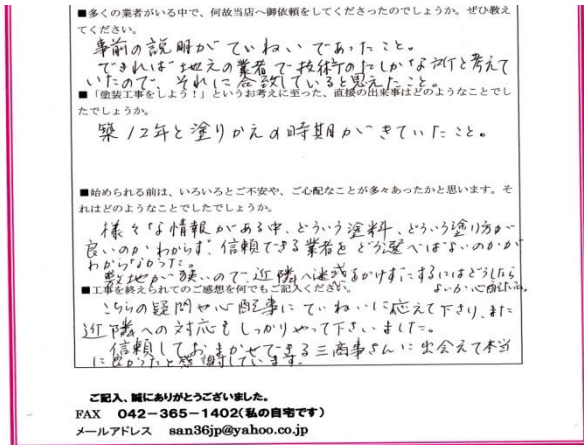 ■多くの業者がいる中で、何故当店へ御依頼をしてくださったのでしょうか。ぜひ教え
てください。
事前の説明がていねいであったこと。
できれば地元の業者で技術のたしかな所と考えて
いたので、それに合致していると思えたこと。
■「塗装工事をしよう！」というお考えに至った、直接の出来事はどのようなことでし
たでしょうか。
築12年と塗りかえの時期がきていたこと。
■始められる前は、いろいろとご不安や、ご心配なことが多々あったかと思います。そ
れはどのようなことでしたでしょうか。
様々な情報がある中、どういう塗料、どういう塗り方が
良いのかわからず、信頼できる業者をどう選べばよいのかが
わからなかった。
敷地が狭いので近隣へ迷惑をかけずにするにはどうしたら
よいか心配だった。
■工事を終えられてのご感想を何でもご記入ください。
こちらの疑問や心配事にていねいに応えて下さり、また
近隣への対応もしっかりやって下さいました。
信頼しておまかせできる三商事さんに出会えて本当
に良かったと感謝しています。
ご記入、誠にありがとうございました。
FAX 042－365－1402(私の自宅です)
メールアドレス san36jp@yahoo.co.jp